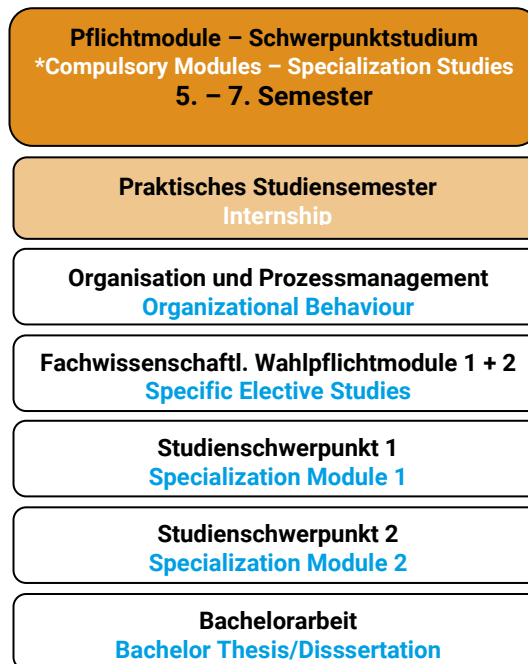 Pflichtmodule – Schwerpunktstudium
*Compulsory Modules – Specialization Studies
5. – 7. Semester
Praktisches Studiensemester
Internship
Organisation und Prozessmanagement
Organizational Behaviour
Fachwissenschaftl. Wahlpflichtmodule 1 + 2
Specific Elective Studies
Studienschwerpunkt 1
Specialization Module 1
Studienschwerpunkt 2
Specialization Module 2
Bachelorarbeit
Bachelor Thesis/Disssertation